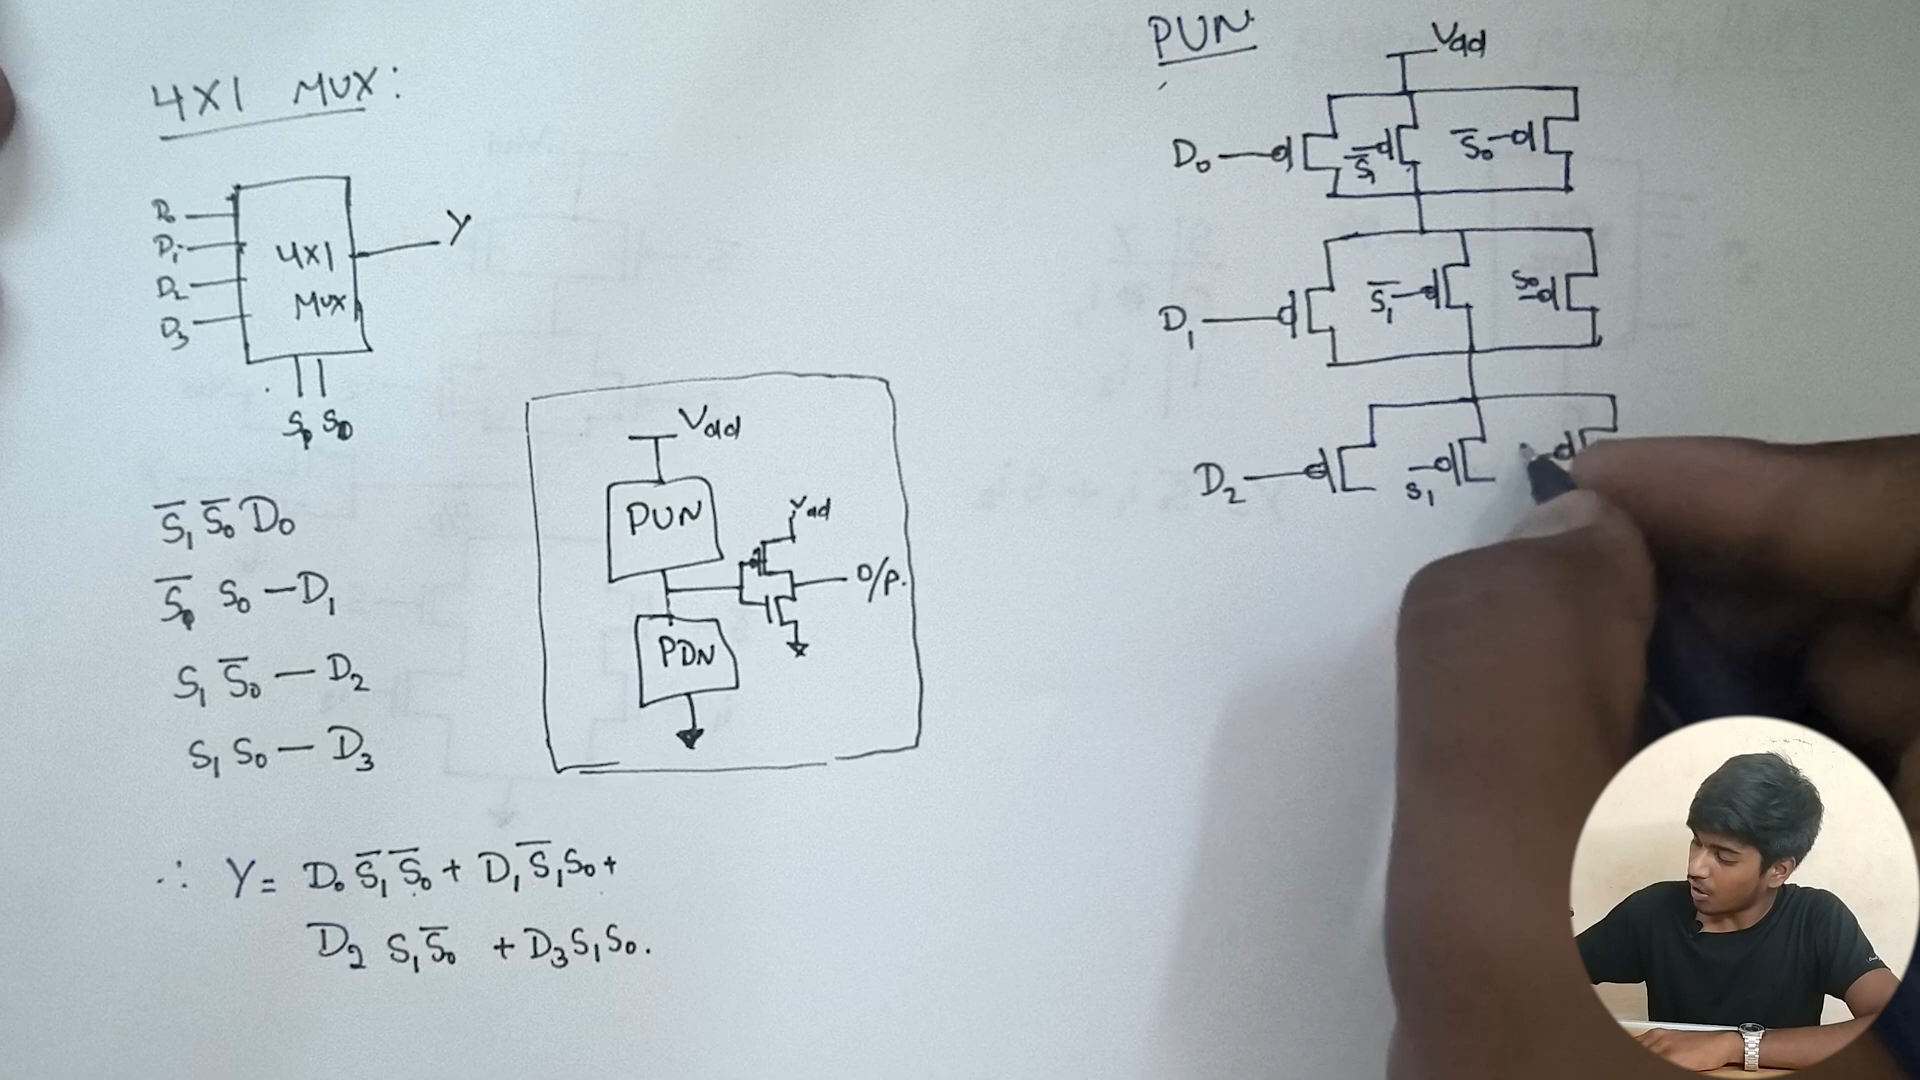 4X1 MUX:
D₀
D₁
D₂
D₃
4X1
MUX
Y
S₁ S₀
S̅₁ S̅₀ D₀
S̅₁ S₀ — D₁
S₁ S̅₀ — D₂
S₁ S₀ — D₃
∴ Y = D₀ S̅₁ S̅₀ + D₁ S̅₁ S₀ +
D₂ S₁ S̅₀ + D₃ S₁ S₀.
Vdd
PUN
Vdd
O/P.
PDN
PUN
Vdd
D₀ S̅₁ S̅₀
D₁ S̅₁ S₀
D₂ S₁